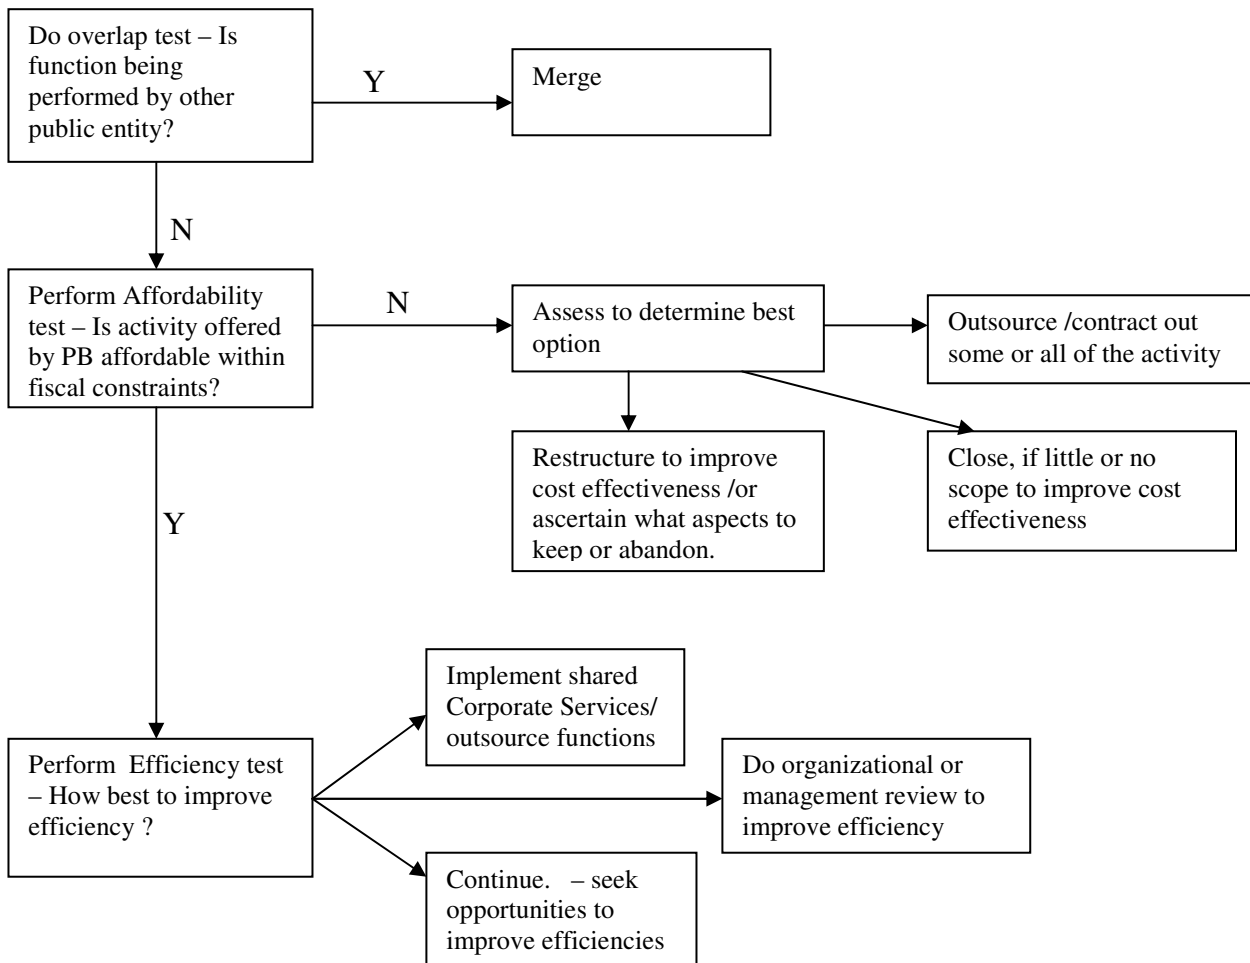 Do overlap test – Is
function being
performed by other
public entity?
Y
Merge
N
Perform Affordability
test – Is activity offered
by PB affordable within
fiscal constraints?
N
Assess to determine best
option
Outsource /contract out
some or all of the activity
Restructure to improve
cost effectiveness /or
ascertain what aspects to
keep or abandon.
Close, if little or no
scope to improve cost
effectiveness
Y
Implement shared
Corporate Services/
outsource functions
Perform  Efficiency test
– How best to improve
efficiency ?
Do organizational or
management review to
improve efficiency
Continue.   – seek
opportunities to
improve efficiencies